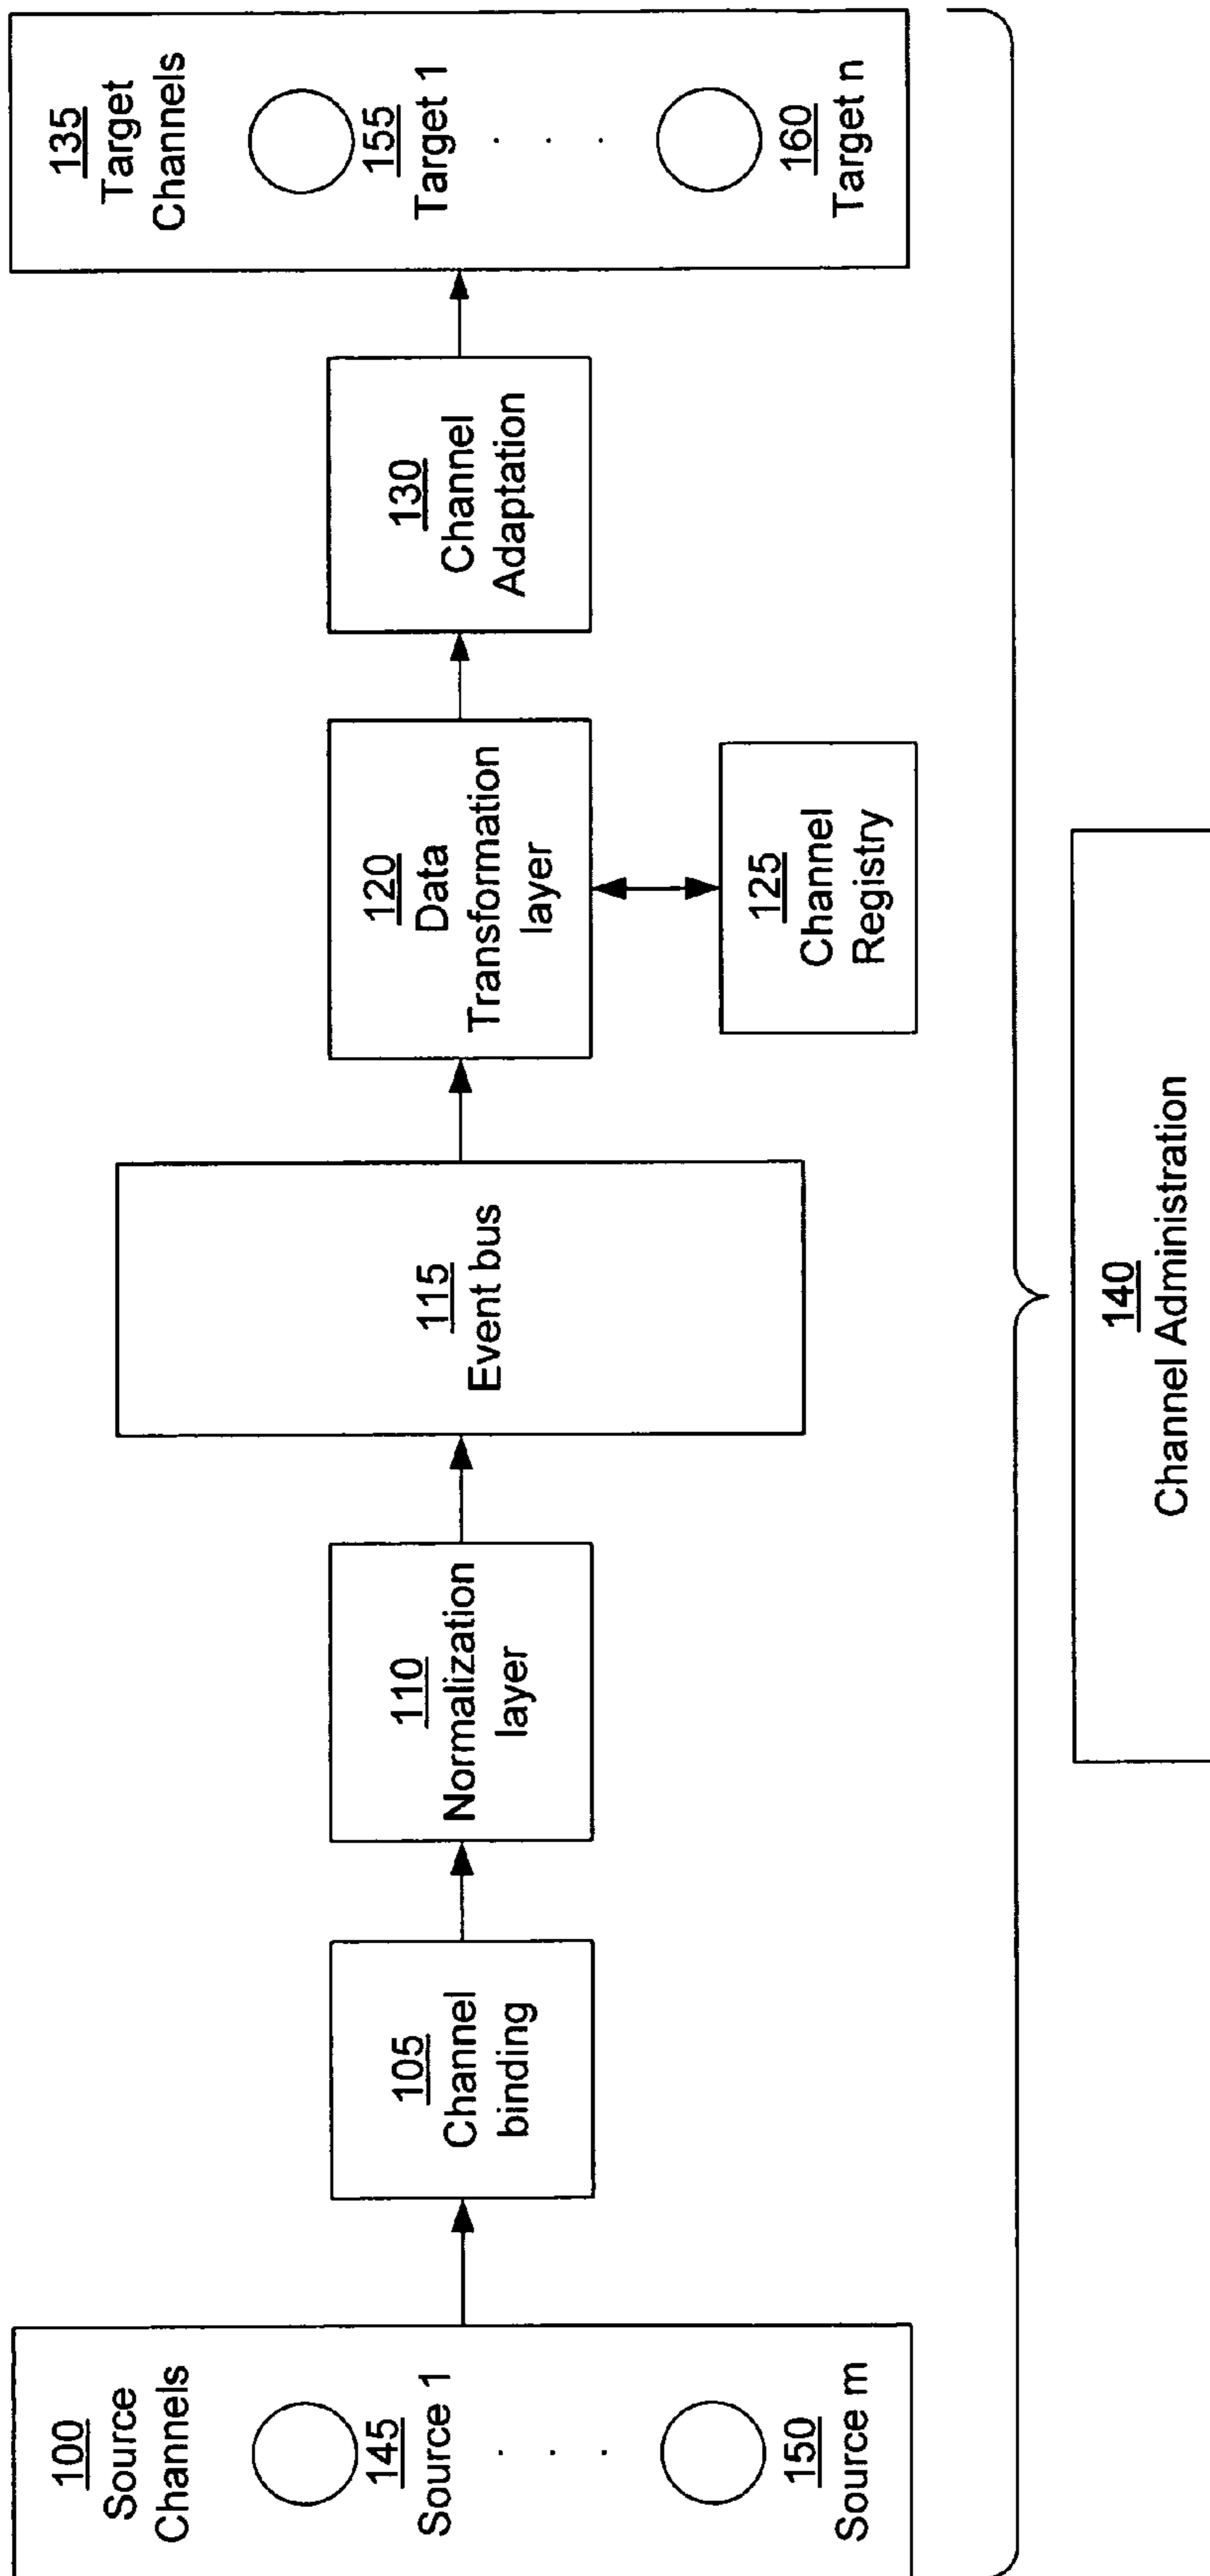 100
Source
Channels
145
Source 1
. . .
150
Source m
105
Channel
binding
110
Normalization
layer
115
Event bus
120
Data
Transformation
layer
125
Channel
Registry
130
Channel
Adaptation
135
Target
Channels
155
Target 1
. . .
160
Target n
140
Channel Administration